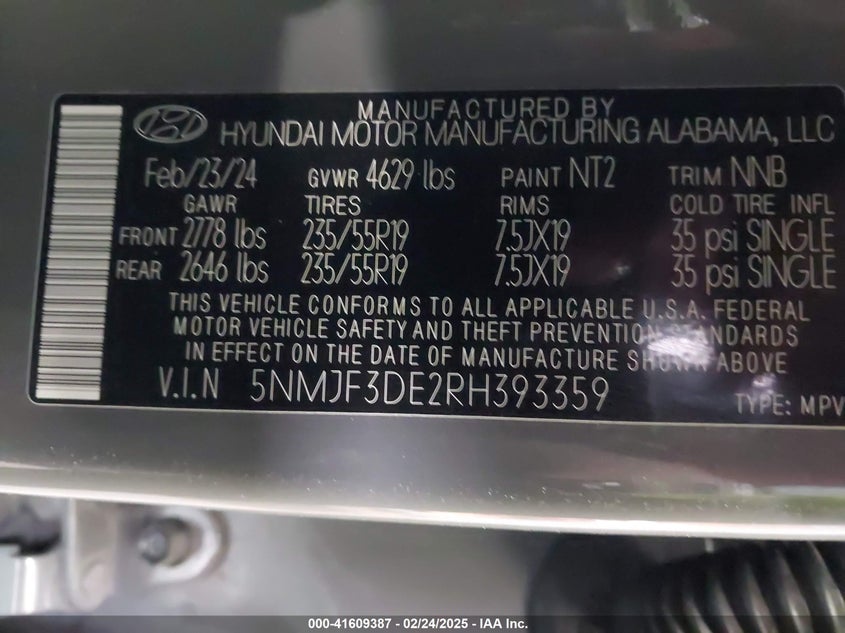 MANUFACTURED BY
HYUNDAI MOTOR MANUFACTURING ALABAMA, LLC
Feb/23/24 GVWR 4629 lbs PAINT NT2 TRIM NNB
GAWR TIRES RIMS COLD TIRE INFL
FRONT 2778 lbs 235/55R19 7.5JX19 35 psi SINGLE
REAR 2646 lbs 235/55R19 7.5JX19 35 psi SINGLE
THIS VEHICLE CONFORMS TO ALL APPLICABLE U.S.A. FEDERAL
MOTOR VEHICLE SAFETY AND THEFT PREVENTION STANDARDS
IN EFFECT ON THE DATE OF MANUFACTURE SHOWN ABOVE
V.I.N 5NMJF3DE2RH393359 TYPE: MPV
000-41609387 - 02/24/2025 - IAA Inc.